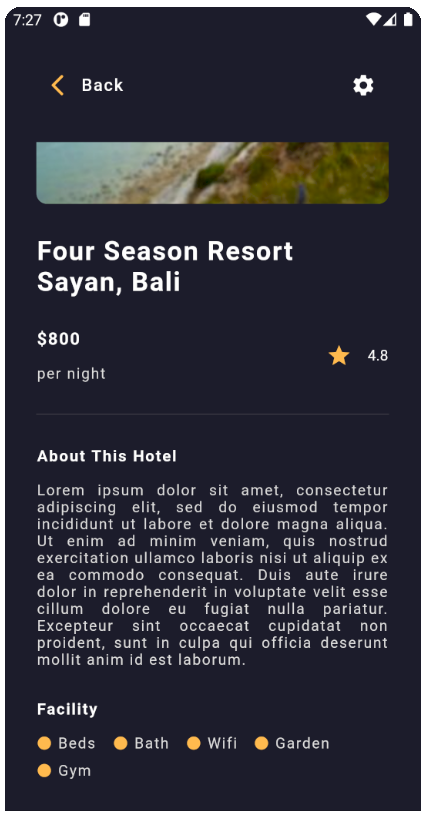 7:27
Back
Four Season Resort
Sayan, Bali
$800
per night
4.8
About This Hotel
Lorem ipsum dolor sit amet, consectetur
adipiscing elit, sed do eiusmod tempor
incididunt ut labore et dolore magna aliqua.
Ut enim ad minim veniam, quis nostrud
exercitation ullamco laboris nisi ut aliquip ex
ea commodo consequat. Duis aute irure
dolor in reprehenderit in voluptate velit esse
cillum dolore eu fugiat nulla pariatur.
Excepteur sint occaecat cupidatat non
proident, sunt in culpa qui officia deserunt
mollit anim id est laborum.
Facility
Beds Bath Wifi Garden
Gym